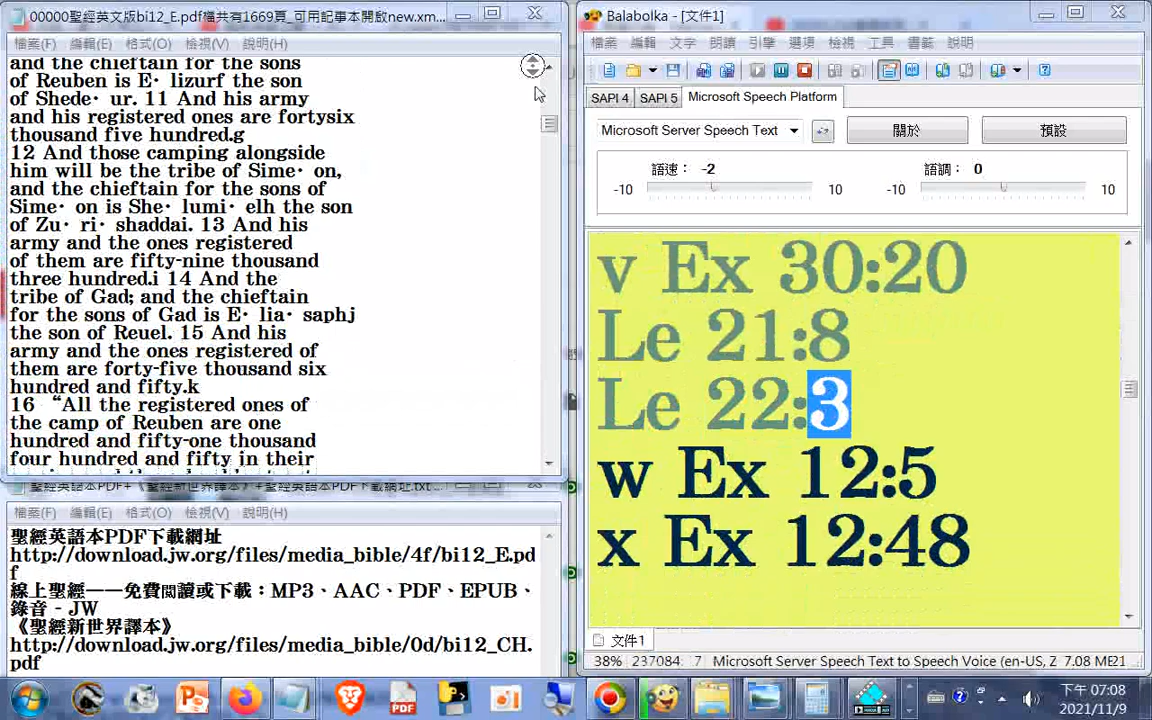 00000聖經英文版bi12_E.pdf檔共有1669頁_可用記事本開啟new.xm...
檔案(F) 編輯(E) 格式(O) 檢視(V) 說明(H)
and the chieftain for the sons
of Reuben is E· lizurf the son
of Shede· ur. 11 And his army
and his registered ones are fortysix
thousand five hundred.g
12 And those camping alongside
him will be the tribe of Sime· on,
and the chieftain for the sons of
Sime· on is She· lumi· elh the son
of Zu· ri· shaddai. 13 And his
army and the ones registered
of them are fifty-nine thousand
three hundred.i 14 And the
tribe of Gad; and the chieftain
for the sons of Gad is E· lia· saphj
the son of Reuel. 15 And his
army and the ones registered of
them are forty-five thousand six
hundred and fifty.k
16 “All the registered ones of
the camp of Reuben are one
hundred and fifty-one thousand
four hundred and fifty in their
聖經英語本PDF+《聖經新世界譯本》+聖經英語本PDF下載網址.txt ...
檔案(F) 編輯(E) 格式(O) 檢視(V) 說明(H)
聖經英語本PDF下載網址
http://download.jw.org/files/media_bible/4f/bi12_E.pd
f
線上聖經——免費閱讀或下載：MP3、AAC、PDF、EPUB、
錄音 - JW
《聖經新世界譯本》
http://download.jw.org/files/media_bible/0d/bi12_CH.
pdf
Balabolka - [文件1]
檔案 編輯 文字 朗讀 引擎 選項 檢視 工具 書籤 說明
SAPI 4 SAPI 5 Microsoft Speech Platform
Microsoft Server Speech Text 關於 預設
語速： -2 語調： 0
-10 10 -10 10
v Ex 30:20
Le 21:8
Le 22:3
w Ex 12:5
x Ex 12:48
文件1
38% 237084: 7 Microsoft Server Speech Text to Speech Voice (en-US, Z 7.08 ME21
下午 07:08
2021/11/9